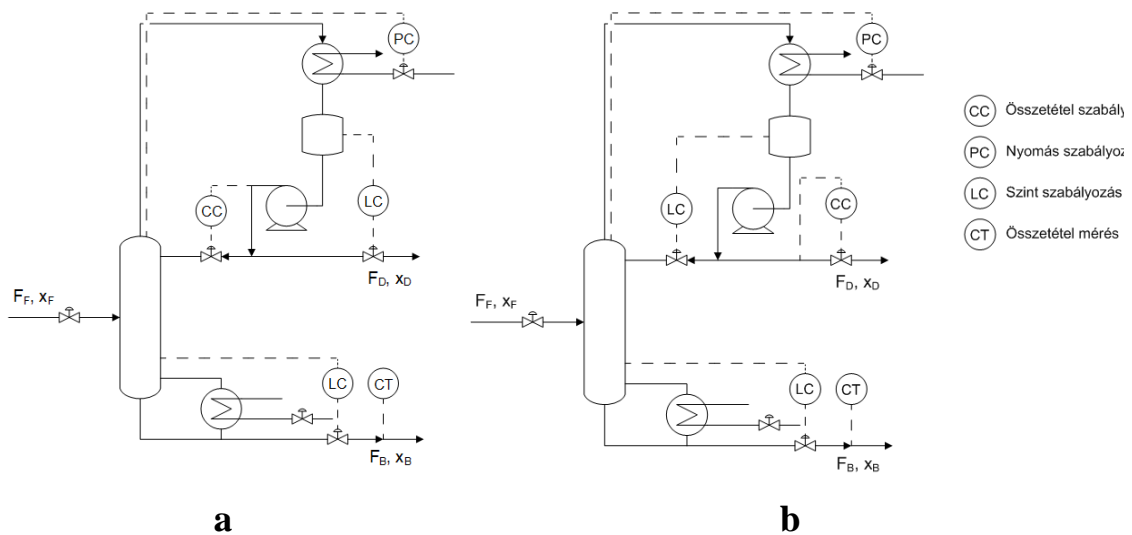 PC
LC
CC
F_D, x_D
F_F, x_F
LC
CT
F_B, x_B
a
PC
LC
CC
F_D, x_D
F_F, x_F
LC
CT
F_B, x_B
b
CC Összetétel szabály
PC Nyomás szabályoz
LC Szint szabályozás
CT Összetétel mérés